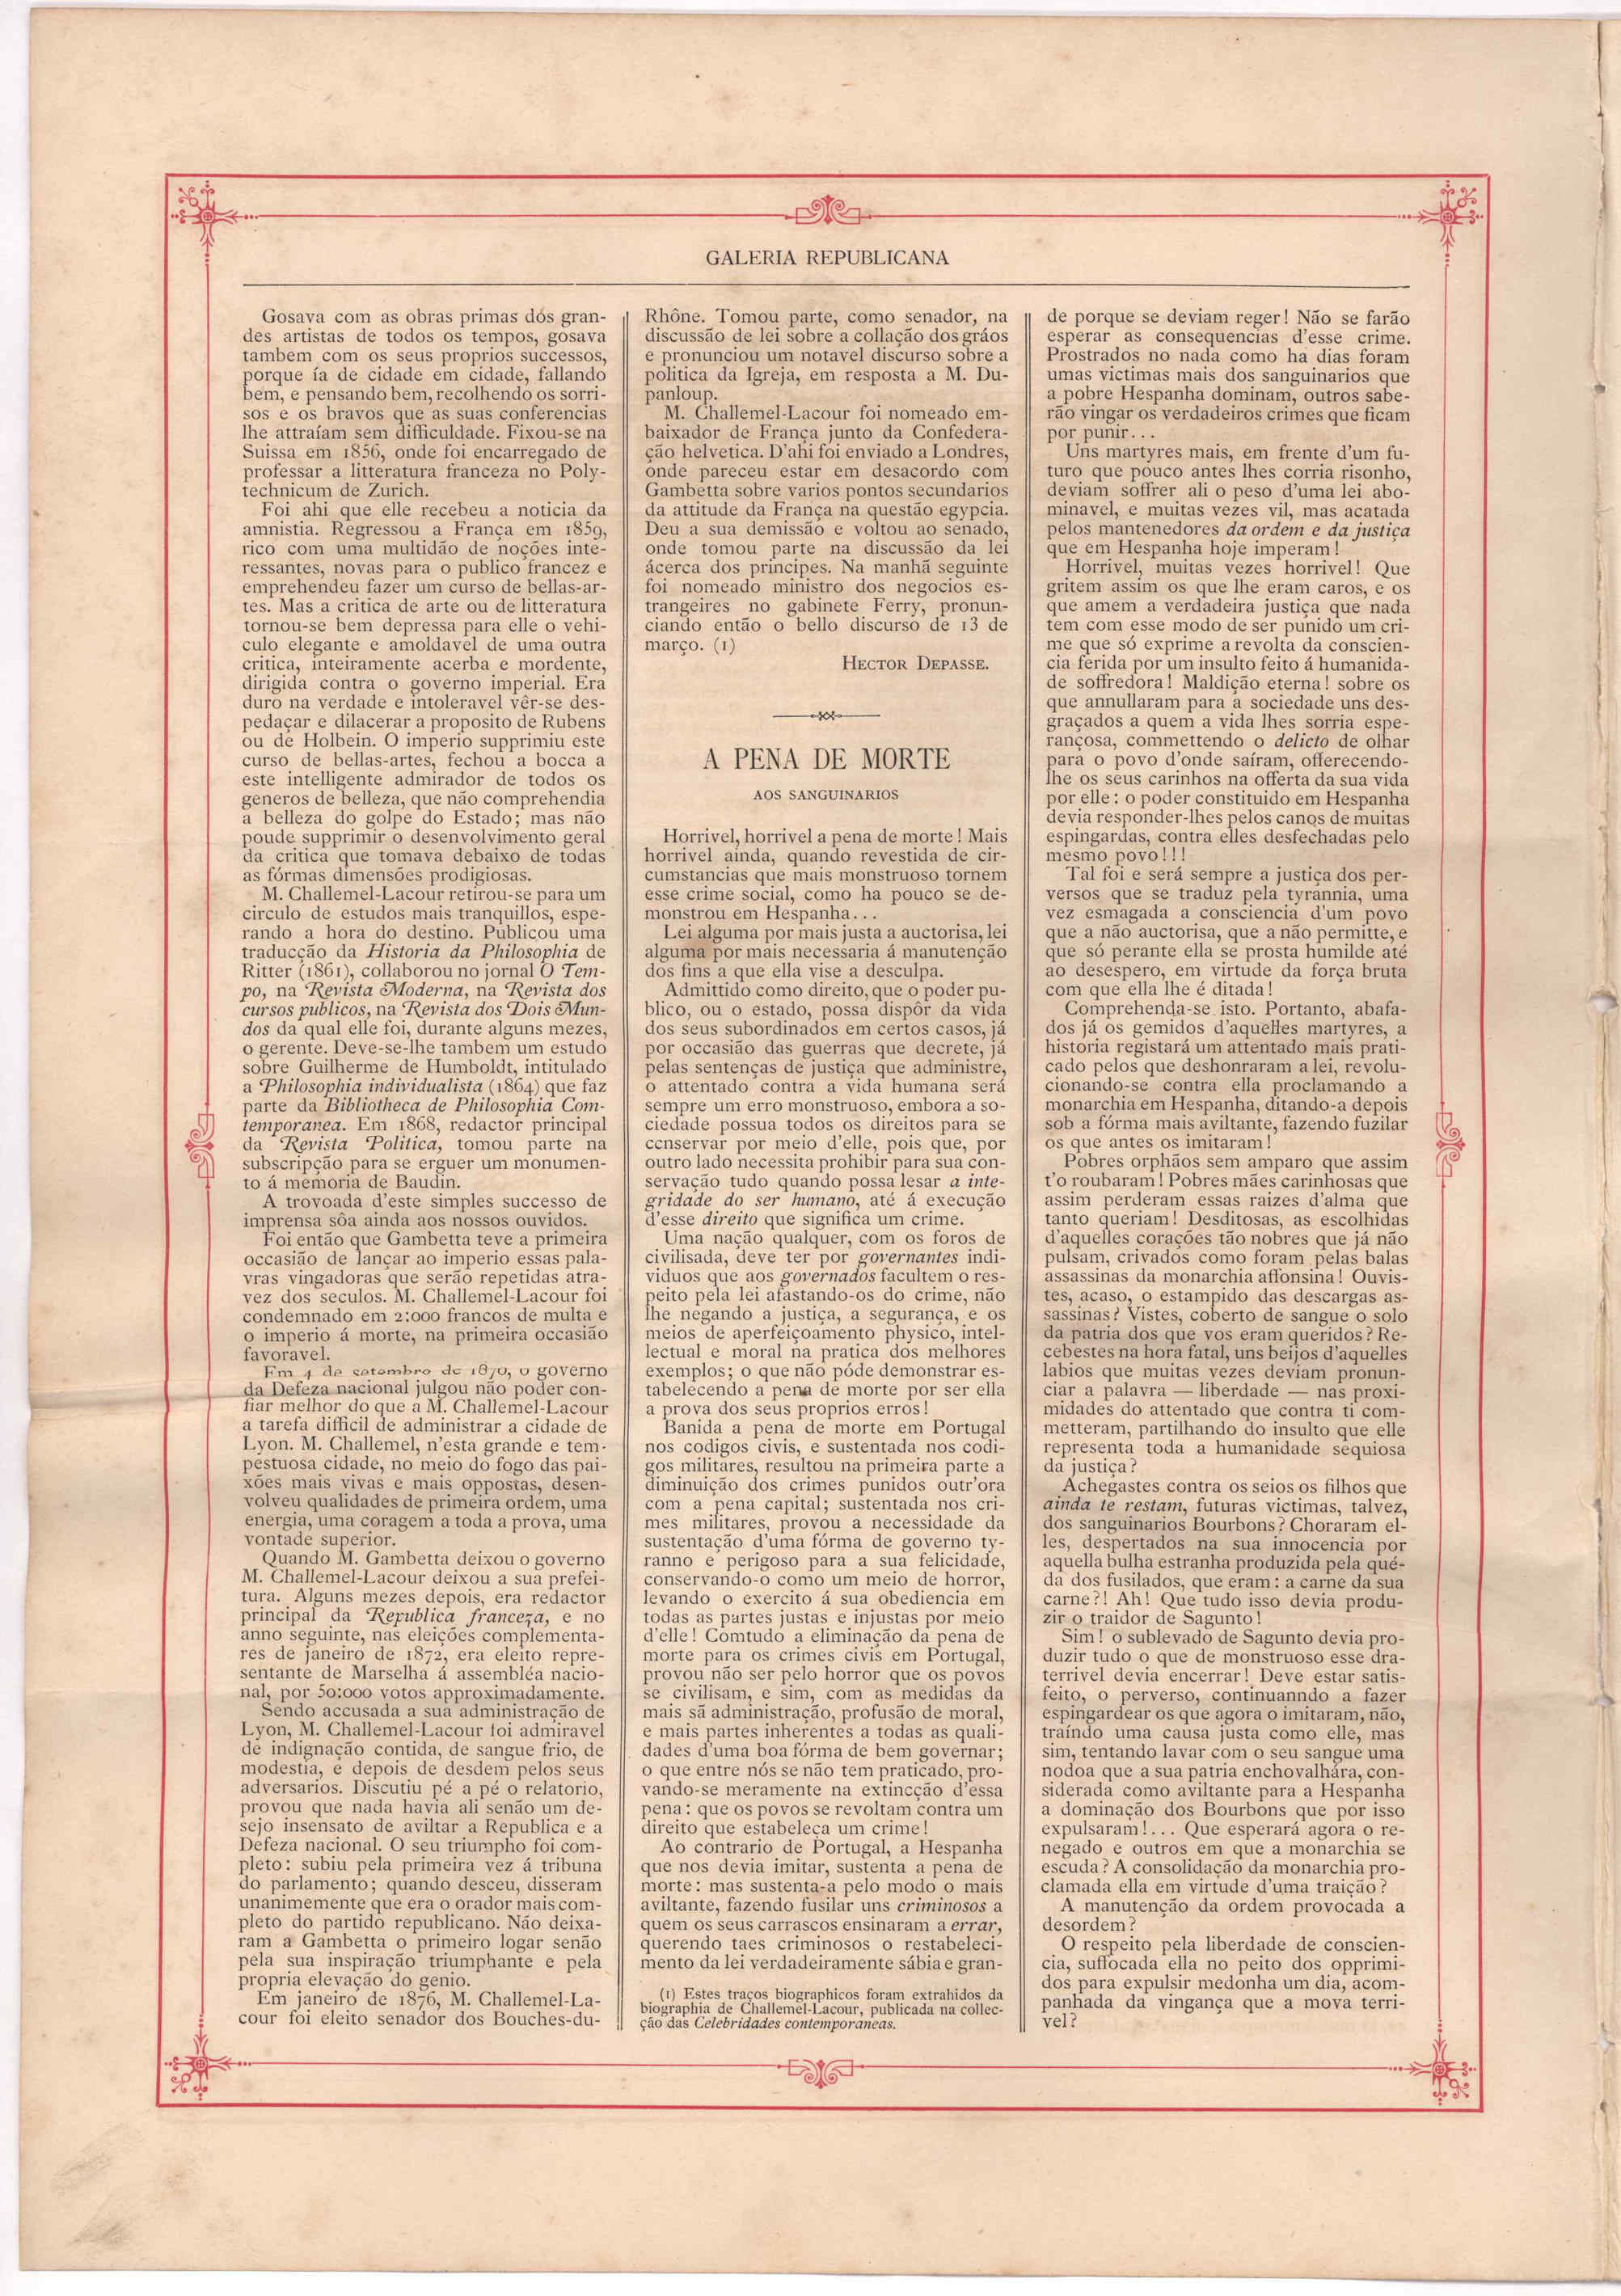 GALERIA REPUBLICANA
Gosava com as obras primas dos gran-
des artistas de todos os tempos, gosava
tambem com os seus proprios successos,
porque ía de cidade em cidade, fallando
bem, e pensando bem, recolhendo os sorri-
sos e os bravos que as suas conferencias
lhe attraíam sem difficuldade. Fixou-se na
Suissa em 1856, onde foi encarregado de
professar a litteratura franceza no Poly-
technicum de Zurich.
Foi ahi que elle recebeu a noticia da
amnistia. Regressou a França em 1859,
rico com uma multidão de noções inte-
ressantes, novas para o publico francez e
emprehendeu fazer um curso de bellas-ar-
tes. Mas a critica de arte ou de litteratura
tornou-se bem depressa para elle o vehi-
culo elegante e amoldavel de uma outra
critica, inteiramente acerba e mordente,
dirigida contra o governo imperial. Era
duro na verdade e intoleravel vêr-se des-
pedaçar e dilacerar a proposito de Rubens
ou de Holbein. O imperio supprimiu este
curso de bellas-artes, fechou a bocca a
este intelligente admirador de todos os
generos de belleza, que não comprehendia
a belleza do golpe do Estado; mas não
poude supprimir o desenvolvimento geral
da critica que tomava debaixo de todas
as fórmas dimensões prodigiosas.
M. Challemel-Lacour retirou-se para um
circulo de estudos mais tranquillos, espe-
rando a hora do destino. Publicou uma
traducção da Historia da Philosophia de
Ritter (1861), collaborou no jornal O Tem-
po, na Revista Moderna, na Revista dos
cursos publicos, na Revista dos Dois Mun-
dos da qual elle foi, durante alguns mezes,
o gerente. Deve-se-lhe tambem um estudo
sobre Guilherme de Humboldt, intitulado
a Philosophia individualista (1864) que faz
parte da Bibliotheca de Philosophia Com-
temporanea. Em 1868, redactor principal
da Revista Politica, tomou parte na
subscripção para se erguer um monumen-
to á memoria de Baudin.
A trovoada d'este simples successo de
imprensa sôa ainda aos nossos ouvidos.
Foi então que Gambetta teve a primeira
occasião de lançar ao imperio essas pala-
vras vingadoras que serão repetidas atra-
vez dos seculos. M. Challemel-Lacour foi
condemnado em 2:000 francos de multa e
o imperio á morte, na primeira occasião
favoravel.
Em 4 de setembro de 1870, o governo
da Defeza nacional julgou não poder con-
fiar melhor do que a M. Challemel-Lacour
a tarefa difficil de administrar a cidade de
Lyon. M. Challemel, n'esta grande e tem-
pestuosa cidade, no meio do fogo das pai-
xões mais vivas e mais oppostas, desen-
volveu qualidades de primeira ordem, uma
energia, uma coragem a toda a prova, uma
vontade superior.
Quando M. Gambetta deixou o governo
M. Challemel-Lacour deixou a sua prefei-
tura. Alguns mezes depois, era redactor
principal da Republica franceza, e no
anno seguinte, nas eleições complementa-
res de janeiro de 1872, era eleito repre-
sentante de Marselha á assembléa nacio-
nal, por 50:000 votos approximadamente.
Sendo accusada a sua administração de
Lyon, M. Challemel-Lacour foi admiravel
de indignação contida, de sangue frio, de
modestia, e depois de desdem pelos seus
adversarios. Discutiu pé a pé o relatorio,
provou que nada havia ali senão um de-
sejo insensato de aviltar a Republica e a
Defeza nacional. O seu triumpho foi com-
pleto: subiu pela primeira vez á tribuna
do parlamento; quando desceu, disseram
unanimemente que era o orador mais com-
pleto do partido republicano. Não deixa-
ram a Gambetta o primeiro logar senão
pela sua inspiração triumphante e pela
propria elevação do genio.
Em janeiro de 1876, M. Challemel-La-
cour foi eleito senador dos Bouches-du-
Rhône. Tomou parte, como senador, na
discussão de lei sobre a collação dos gráos
e pronunciou um notavel discurso sobre a
politica da Igreja, em resposta a M. Du-
panloup.
M. Challemel-Lacour foi nomeado em-
baixador de França junto da Confedera-
ção helvetica. D'ahi foi enviado a Londres,
onde pareceu estar em desacordo com
Gambetta sobre varios pontos secundarios
da attitude da França na questão egypcia.
Deu a sua demissão e voltou ao senado,
onde tomou parte na discussão da lei
ácerca dos principes. Na manhã seguinte
foi nomeado ministro dos negocios es-
trangeires no gabinete Ferry, pronun-
ciando então o bello discurso de 13 de
março. (1)
HECTOR DEPASSE.
A PENA DE MORTE
AOS SANGUINARIOS
Horrivel, horrivel a pena de morte! Mais
horrivel ainda, quando revestida de cir-
cumstancias que mais monstruoso tornem
esse crime social, como ha pouco se de-
monstrou em Hespanha...
Lei alguma por mais justa a auctorisa, lei
alguma por mais necessaria á manutenção
dos fins a que ella vise a desculpa.
Admittido como direito, que o poder pu-
blico, ou o estado, possa dispôr da vida
dos seus subordinados em certos casos, já
por occasião das guerras que decrete, já
pelas sentenças de justiça que administre,
o attentado contra a vida humana será
sempre um erro monstruoso, embora a so-
ciedade possua todos os direitos para se
conservar por meio d'elle, pois que, por
outro lado necessita prohibir para sua con-
servação tudo quando possa lesar a inte-
gridade do ser humano, até á execução
d'esse direito que significa um crime.
Uma nação qualquer, com os foros de
civilisada, deve ter por governantes indi-
viduos que aos governados facultem o res-
peito pela lei afastando-os do crime, não
lhe negando a justiça, a segurança, e os
meios de aperfeiçoamento physico, intel-
lectual e moral na pratica dos melhores
exemplos; o que não póde demonstrar es-
tabelecendo a pena de morte por ser ella
a prova dos seus proprios erros!
Banida a pena de morte em Portugal
nos codigos civis, e sustentada nos codi-
gos militares, resultou na primeira parte a
diminuição dos crimes punidos outr'ora
com a pena capital; sustentada nos cri-
mes militares, provou a necessidade da
sustentação d'uma fórma de governo ty-
ranno e perigoso para a sua felicidade,
conservando-o como um meio de horror,
levando o exercito á sua obediencia em
todas as partes justas e injustas por meio
d'elle! Comtudo a eliminação da pena de
morte para os crimes civis em Portugal,
provou não ser pelo horror que os povos
se civilisam, e sim, com as medidas da
mais sã administração, profusão de moral,
e mais partes inherentes a todas as quali-
dades d'uma boa fórma de bem governar;
o que entre nós se não tem praticado, pro-
vando-se meramente na extincção d'essa
pena: que os povos se revoltam contra um
direito que estabeleça um crime!
Ao contrario de Portugal, a Hespanha
que nos devia imitar, sustenta a pena de
morte: mas sustenta-a pelo modo o mais
aviltante, fazendo fusilar uns criminosos a
quem os seus carrascos ensinaram a errar,
querendo taes criminosos o restabeleci-
mento da lei verdadeiramente sábia e gran-
(1) Estes traços biographicos foram extrahidos da
biographia de Challemel-Lacour, publicada na collec-
ção das Celebridades contemporaneas.
de porque se deviam reger! Não se farão
esperar as consequencias d'esse crime.
Prostrados no nada como ha dias foram
umas victimas mais dos sanguinarios que
a pobre Hespanha dominam, outros sabe-
rão vingar os verdadeiros crimes que ficam
por punir...
Uns martyres mais, em frente d'um fu-
turo que pouco antes lhes corria risonho,
deviam soffrer ali o peso d'uma lei abo-
minavel, e muitas vezes vil, mas acatada
pelos mantenedores da ordem e da justiça
que em Hespanha hoje imperam!
Horrivel, muitas vezes horrivel! Que
gritem assim os que lhe eram caros, e os
que amem a verdadeira justiça que nada
tem com esse modo de ser punido um cri-
me que só exprime a revolta da conscien-
cia ferida por um insulto feito á humanida-
de soffredora! Maldição eterna! sobre os
que annullaram para a sociedade uns des-
graçados a quem a vida lhes sorria espe-
rançosa, commettendo o delicto de olhar
para o povo d'onde saíram, offerecendo-
lhe os seus carinhos na offerta da sua vida
por elle: o poder constituido em Hespanha
devia responder-lhes pelos canos de muitas
espingardas, contra elles desfechadas pelo
mesmo povo!!!
Tal foi e será sempre a justiça dos per-
versos que se traduz pela tyrannia, uma
vez esmagada a consciencia d'um povo
que a não auctorisa, que a não permitte, e
que só perante ella se prosta humilde até
ao desespero, em virtude da força bruta
com que ella lhe é ditada!
Comprehenda-se isto. Portanto, abafa-
dos já os gemidos d'aquelles martyres, a
historia registará um attentado mais prati-
cado pelos que deshonraram a lei, revolu-
cionando-se contra ella proclamando a
monarchia em Hespanha, ditando-a depois
sob a fórma mais aviltante, fazendo fuzilar
os que antes os imitaram!
Pobres orphãos sem amparo que assim
t'o roubaram! Pobres mães carinhosas que
assim perderam essas raizes d'alma que
tanto queriam! Desditosas, as escolhidas
d'aquelles corações tão nobres que já não
pulsam, crivados como foram pelas balas
assassinas da monarchia affonsina! Ouvis-
tes, acaso, o estampido das descargas as-
sassinas? Vistes, coberto de sangue o solo
da patria dos que vos eram queridos? Re-
cebestes na hora fatal, uns beijos d'aquelles
labios que muitas vezes deviam pronun-
ciar a palavra — liberdade — nas proxi-
midades do attentado que contra ti com-
metteram, partilhando do insulto que elle
representa toda a humanidade sequiosa
da justiça?
Achegastes contra os seios os filhos que
ainda te restam, futuras victimas, talvez,
dos sanguinarios Bourbons? Choraram el-
les, despertados na sua innocencia por
aquella bulha estranha produzida pela qué-
da dos fusilados, que eram: a carne da sua
carne?! Ah! Que tudo isso devia produ-
zir o traidor de Sagunto!
Sim! o sublevado de Sagunto devia pro-
duzir tudo o que de monstruoso esse dra-
terrivel devia encerrar! Deve estar satis-
feito, o perverso, continuanndo a fazer
espingardear os que agora o imitaram, não,
traíndo uma causa justa como elle, mas
sim, tentando lavar com o seu sangue uma
nodoa que a sua patria enchovalhára, con-
siderada como aviltante para a Hespanha
a dominação dos Bourbons que por isso
expulsaram!... Que esperará agora o re-
negado e outros em que a monarchia se
escuda? A consolidação da monarchia pro-
clamada ella em virtude d'uma traição?
A manutenção da ordem provocada a
desordem?
O respeito pela liberdade de conscien-
cia, suffocada ella no peito dos opprimi-
dos para expulsir medonha um dia, acom-
panhada da vingança que a mova terri-
vel?